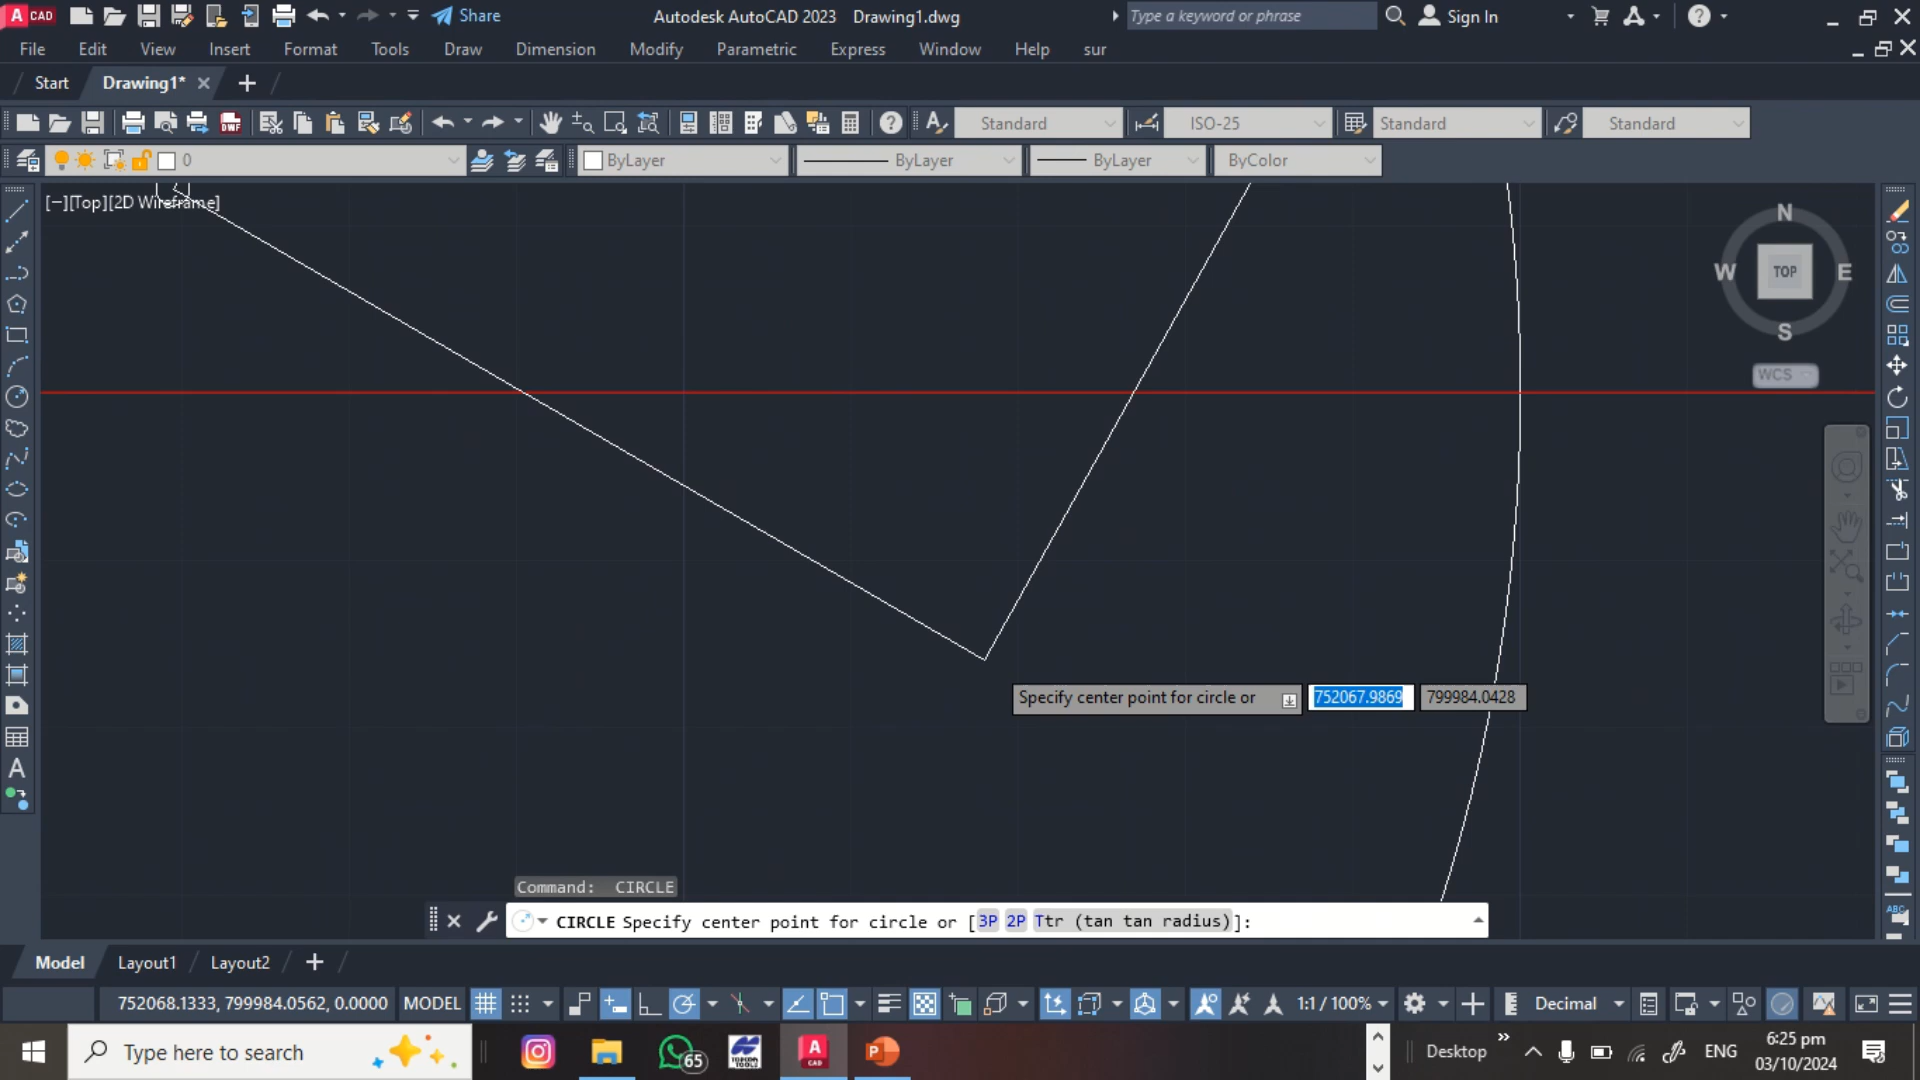 A CAD Share Autodesk AutoCAD 2023 Drawing1.dwg Type a keyword or phrase Sign In
File Edit View Insert Format Tools Draw Dimension Modify Parametric Express Window Help sur
Start Drawing1*
DWF Standard ISO-25 Standard Standard
0 ByLayer ByLayer ByLayer ByColor
[−][Top][2D Wireframe]
N
W TOP E
S
WCS
Specify center point for circle or 752067.9869 799984.0428
A
ABC
Command: CIRCLE
CIRCLE Specify center point for circle or [3P 2P Ttr (tan tan radius)]:
Model Layout1 Layout2
752068.1333, 799984.0562, 0.0000 MODEL 1:1 / 100% Decimal
Type here to search 65 A CAD P Desktop ENG 6:25 pm
03/10/2024